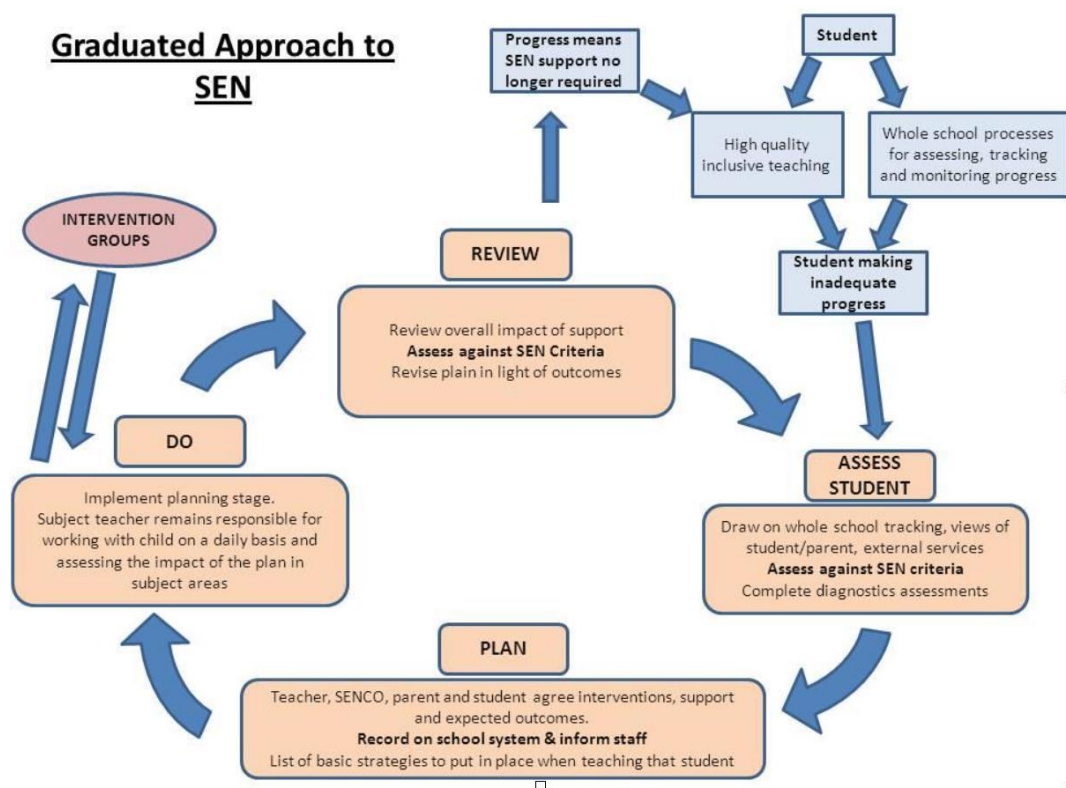 Graduated Approach to
SEN
Progress means
SEN support no
longer required
Student
High quality
inclusive teaching
Whole school processes
for assessing, tracking
and monitoring progress
Student making
inadequate
progress
INTERVENTION
GROUPS
REVIEW
Review overall impact of support
Assess against SEN Criteria
Revise plain in light of outcomes
DO
Implement planning stage.
Subject teacher remains responsible for
working with child on a daily basis and
assessing the impact of the plan in
subject areas
ASSESS
STUDENT
Draw on whole school tracking, views of
student/parent, external services
Assess against SEN criteria
Complete diagnostics assessments
PLAN
Teacher, SENCO, parent and student agree interventions, support
and expected outcomes.
Record on school system & inform staff
List of basic strategies to put in place when teaching that student